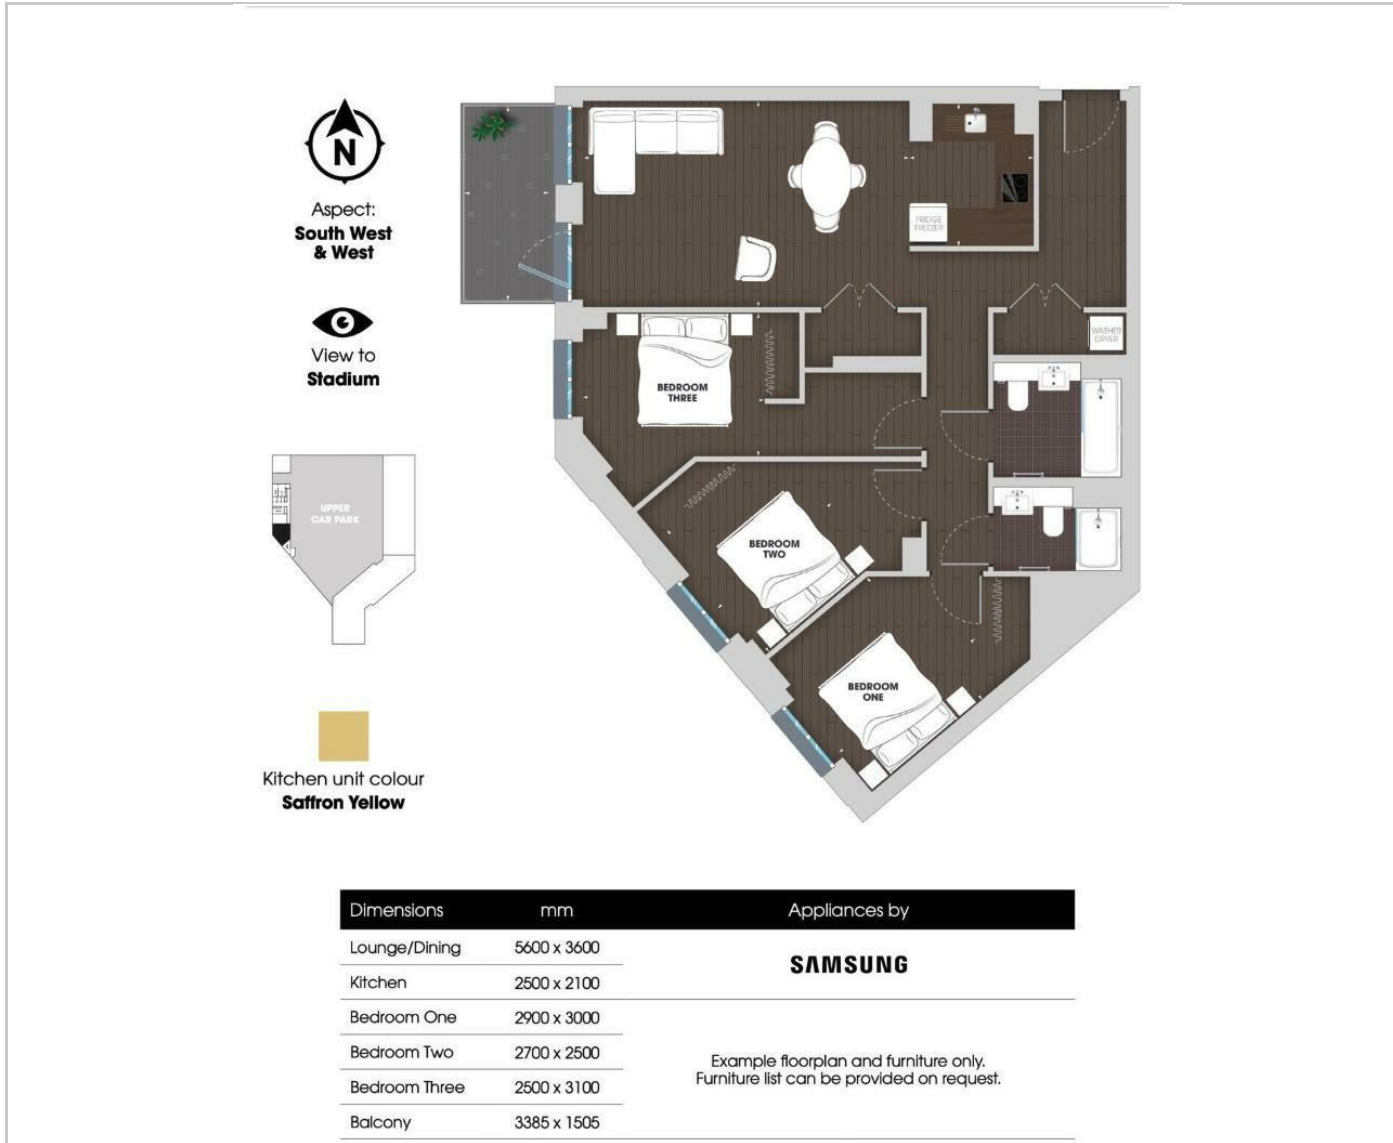 N
Aspect:
South West
& West
View to
Stadium
UPPER
CAR PARK
Kitchen unit colour
Saffron Yellow
FRIDGE
FREEZER
WASHER
DRYER
BEDROOM
THREE
BEDROOM
TWO
BEDROOM
ONE
Dimensions mm Appliances by
Lounge/Dining 5600 x 3600
SAMSUNG
Kitchen 2500 x 2100
Bedroom One 2900 x 3000
Bedroom Two 2700 x 2500
Example floorplan and furniture only.
Furniture list can be provided on request.
Bedroom Three 2500 x 3100
Balcony 3385 x 1505